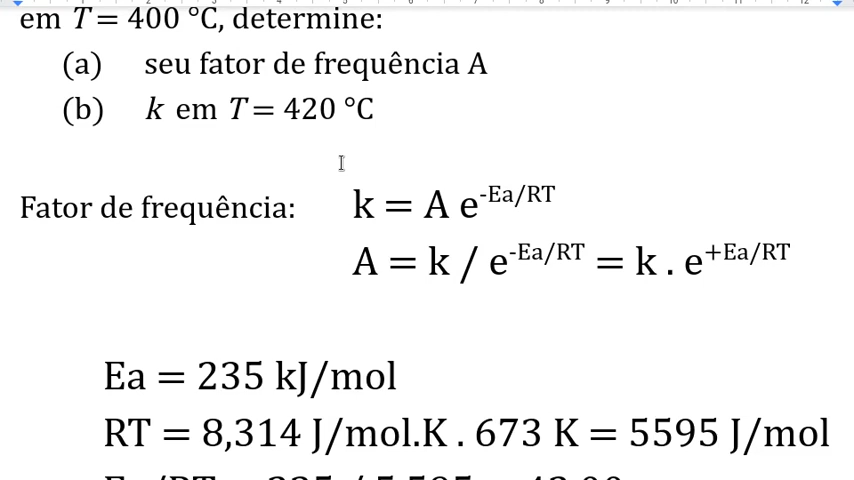 em T = 400 °C, determine:
(a) seu fator de frequência A
(b) k em T = 420 °C
Fator de frequência: k = A e-Ea/RT
A = k / e-Ea/RT = k . e+Ea/RT
Ea = 235 kJ/mol
RT = 8,314 J/mol.K . 673 K = 5595 J/mol